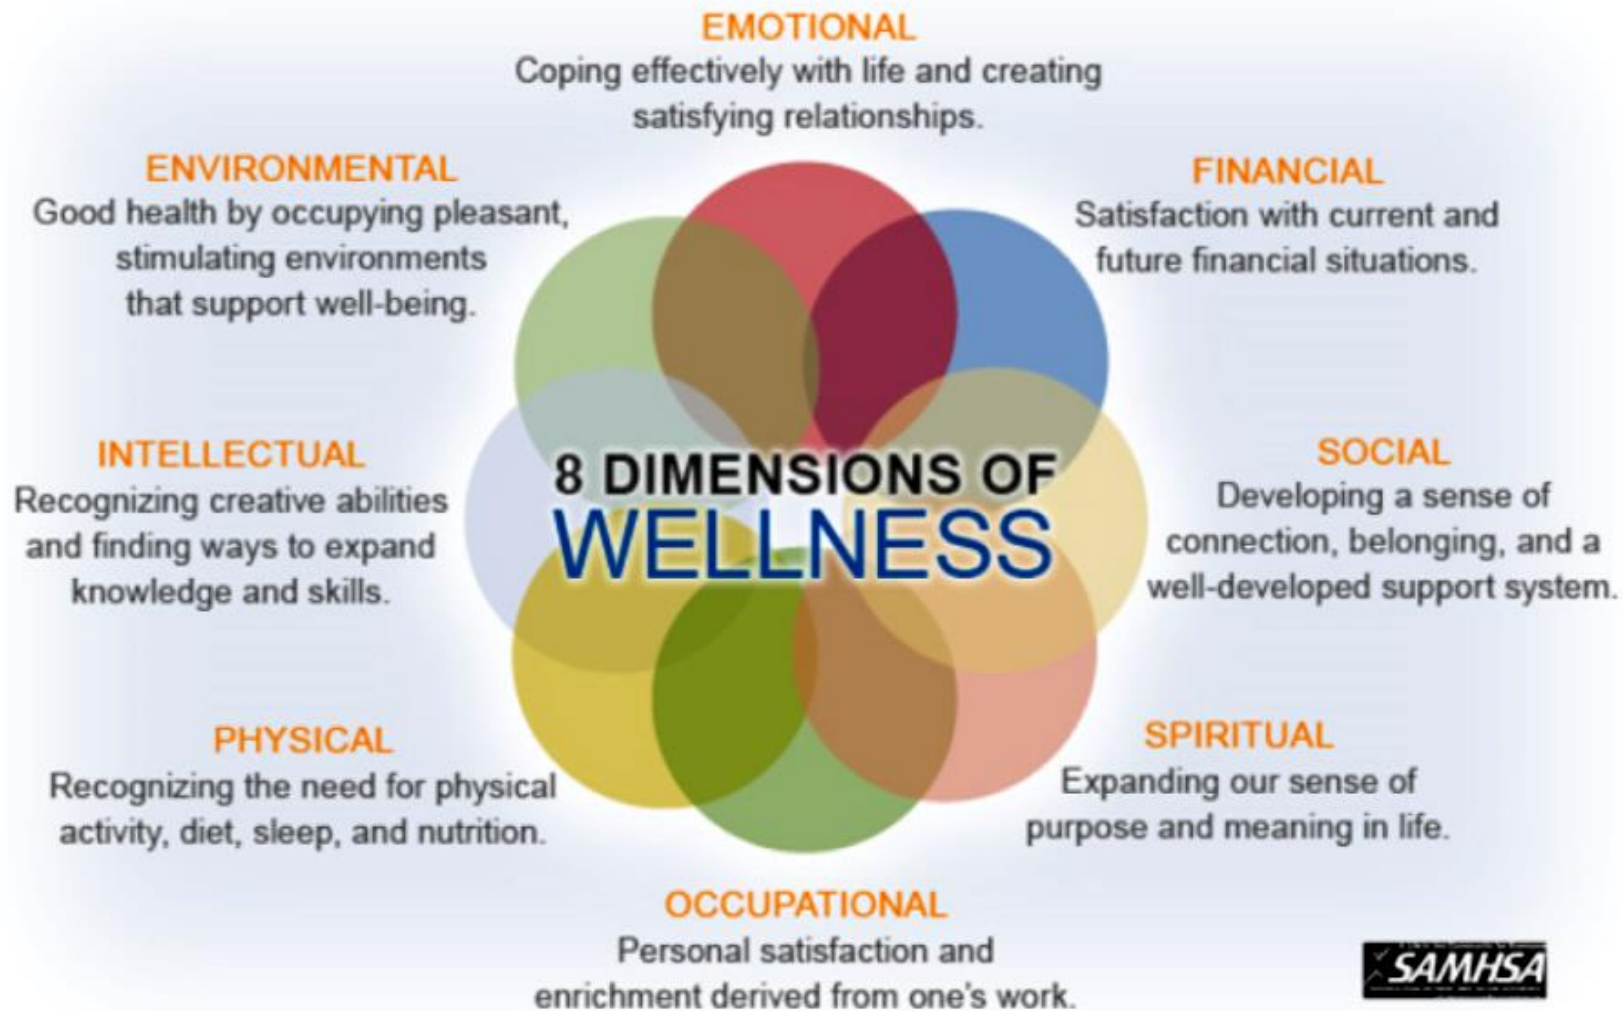 EMOTIONAL
Coping effectively with life and creating
satisfying relationships.
FINANCIAL
Satisfaction with current and
future financial situations.
SOCIAL
Developing a sense of
connection, belonging, and a
well-developed support system.
SPIRITUAL
Expanding our sense of
purpose and meaning in life.
OCCUPATIONAL
Personal satisfaction and
enrichment derived from one's work.
PHYSICAL
Recognizing the need for physical
activity, diet, sleep, and nutrition.
INTELLECTUAL
Recognizing creative abilities
and finding ways to expand
knowledge and skills.
ENVIRONMENTAL
Good health by occupying pleasant,
stimulating environments
that support well-being.
8 DIMENSIONS OF
WELLNESS
SAMHSA